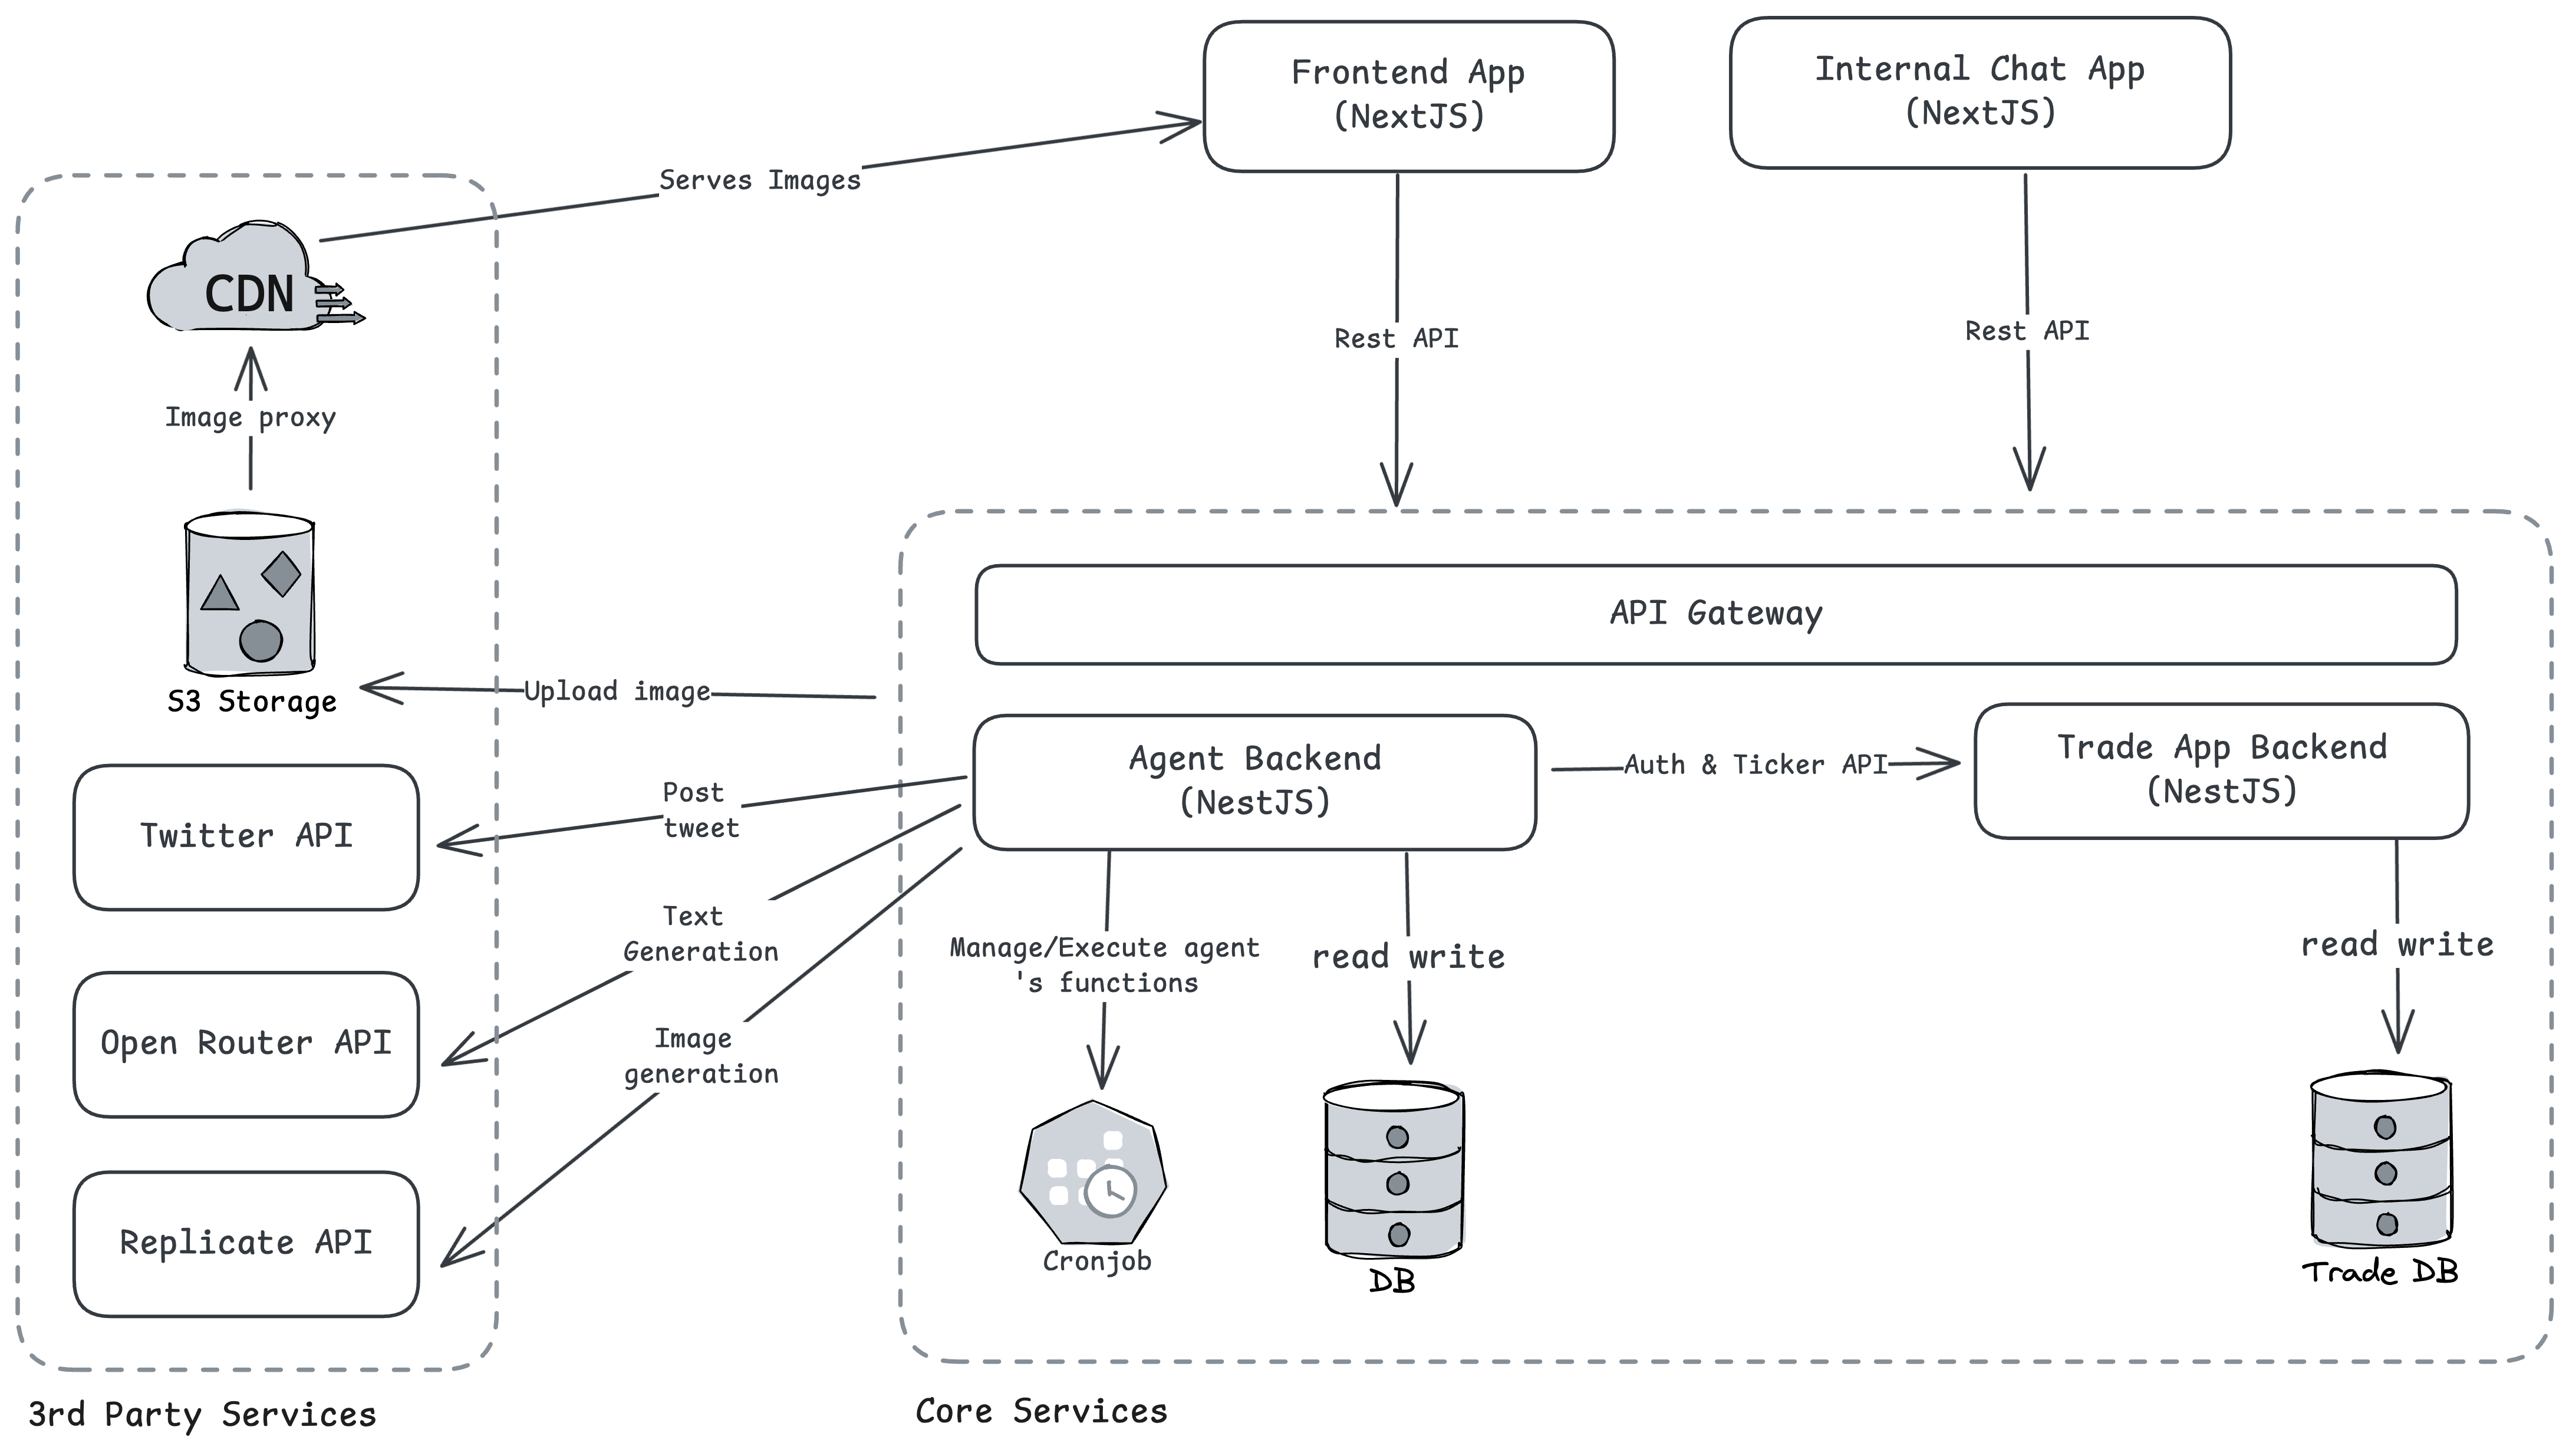 Frontend App
(NextJS)
Internal Chat App
(NextJS)
Serves Images
CDN
Rest API
Rest API
Image proxy
API Gateway
S3 Storage
Upload image
Agent Backend
(NestJS)
Auth & Ticker API
Trade App Backend
(NestJS)
Post
tweet
Twitter API
Text
Generation
Manage/Execute agent
's functions
read write
read write
Open Router API
Image
generation
Replicate API
Cronjob
DB
Trade DB
3rd Party Services
Core Services